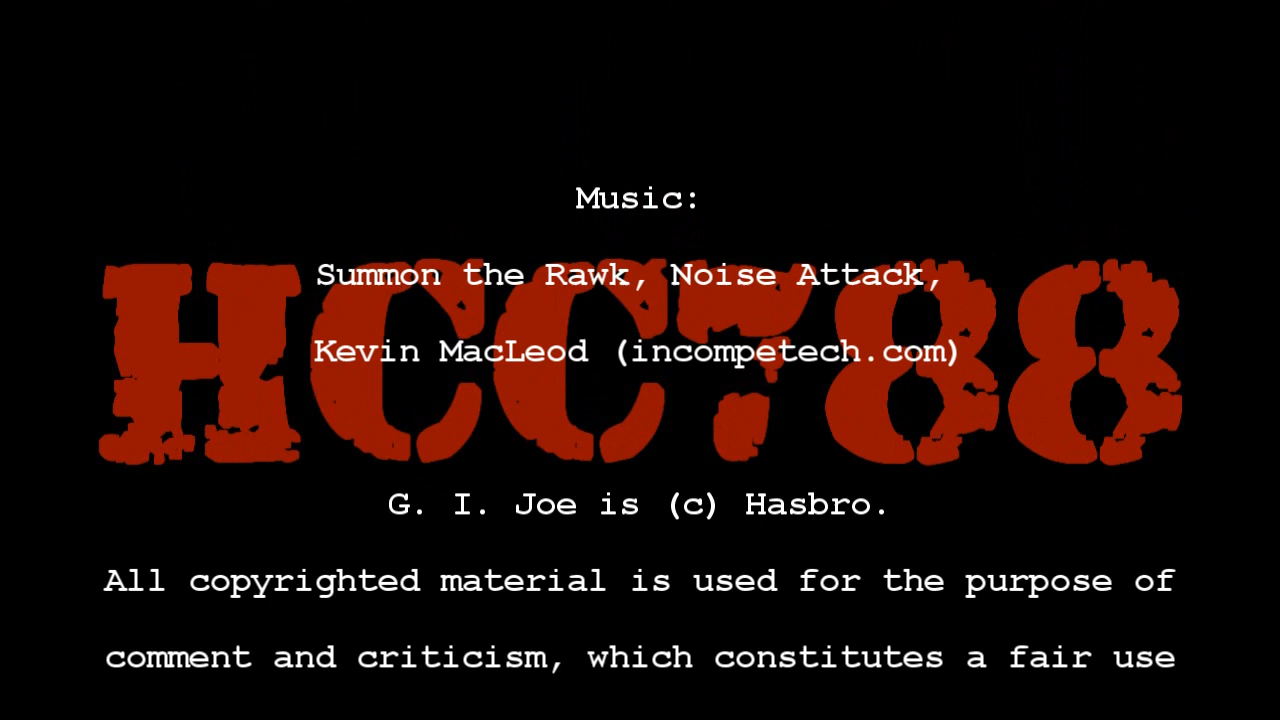 Music:
Summon the Rawk, Noise Attack,
HCC788
Kevin MacLeod (incompetech.com)
G. I. Joe is (c) Hasbro.
All copyrighted material is used for the purpose of
comment and criticism, which constitutes a fair use